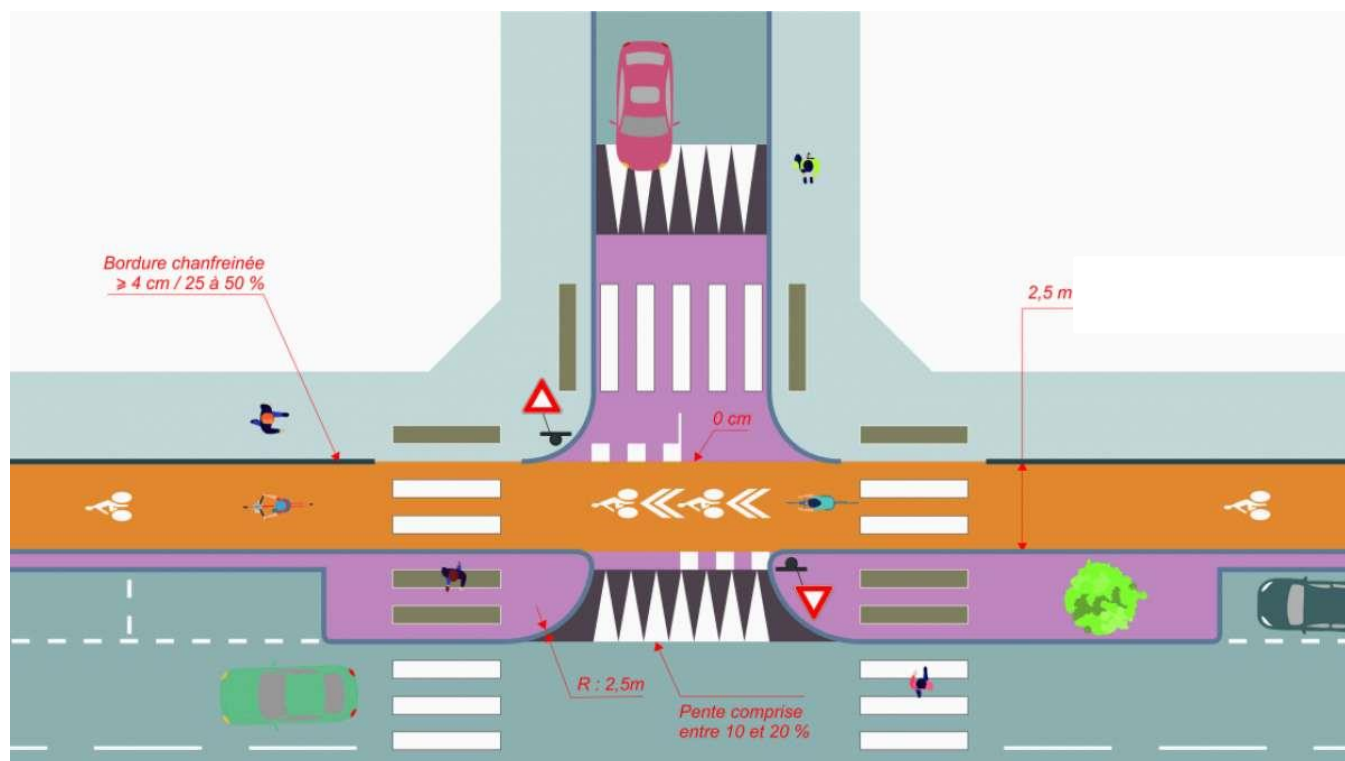 Bordure chanfreinée
⩾ 4 cm / 25 à 50 %
2,5 m
0 cm
R : 2,5m
Pente comprise
entre 10 et 20 %